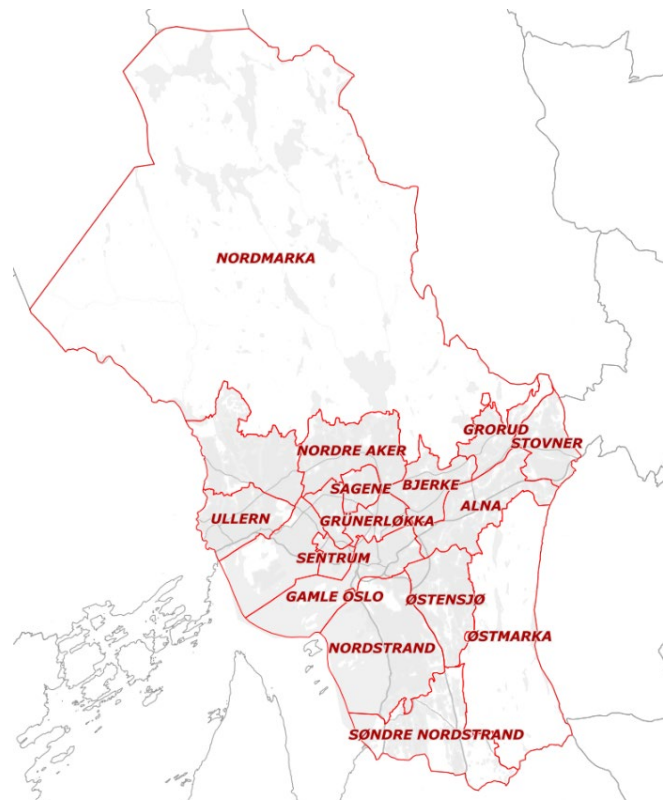 NORDMARKA
GRORUD
STOVNER
NORDRE AKER
BJERKE
SAGENE
ALNA
ULLERN
GRÜNERLØKKA
SENTRUM
GAMLE OSLO
ØSTENSJØ
ØSTMARKA
NORDSTRAND
SØNDRE NORDSTRAND